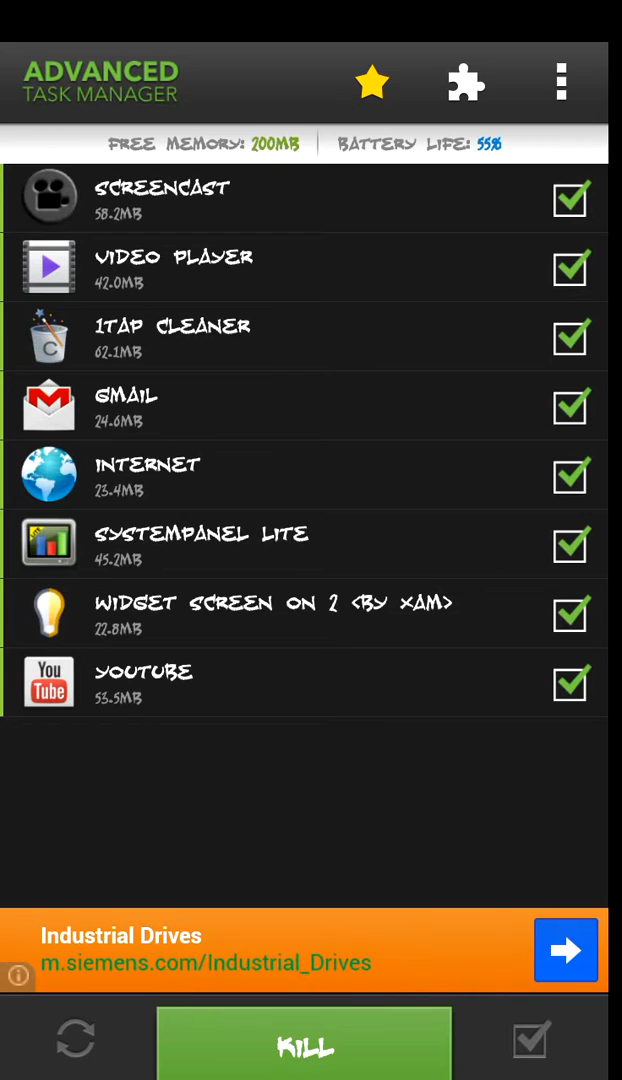 ADVANCED
TASK MANAGER
FREE MEMORY: 200MB
BATTERY LIFE: 55%
SCREENCAST
58.2MB
VIDEO PLAYER
42.0MB
1TAP CLEANER
62.1MB
GMAIL
24.6MB
INTERNET
23.4MB
SYSTEMPANEL LITE
45.2MB
WIDGET SCREEN ON 2 <BY XAM>
22.8MB
You
Tube
YOUTUBE
53.5MB
Industrial Drives
m.siemens.com/Industrial_Drives
KILL